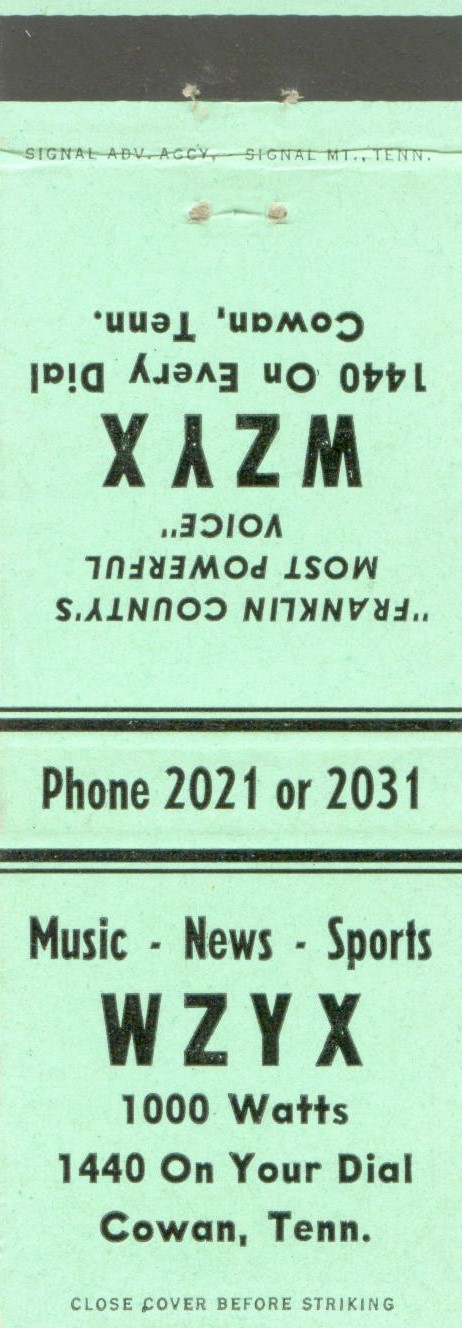 SIGNAL ADV. AGCY, - SIGNAL MT., TENN.
"FRANKLIN COUNTY'S
MOST POWERFUL
VOICE"
WZYX
1440 On Every Dial
Cowan, Tenn.
Phone 2021 or 2031
Music - News - Sports
WZYX
1000 Watts
1440 On Your Dial
Cowan, Tenn.
CLOSE COVER BEFORE STRIKING